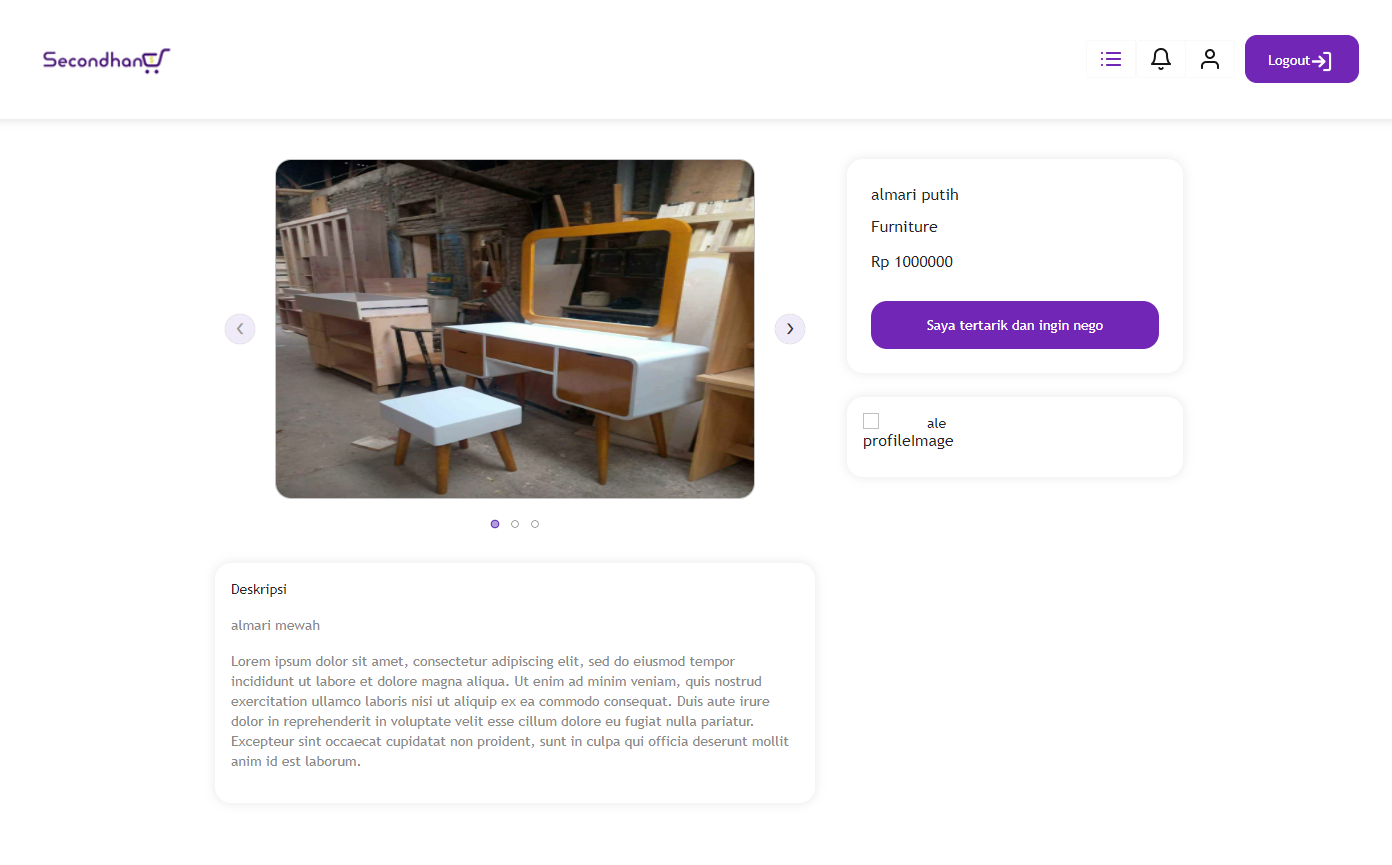 Secondhand
Logout
almari putih
Furniture
Rp 1000000
Saya tertarik dan ingin nego
profileImage
ale
Deskripsi
almari mewah
Lorem ipsum dolor sit amet, consectetur adipiscing elit, sed do eiusmod tempor
incididunt ut labore et dolore magna aliqua. Ut enim ad minim veniam, quis nostrud
exercitation ullamco laboris nisi ut aliquip ex ea commodo consequat. Duis aute irure
dolor in reprehenderit in voluptate velit esse cillum dolore eu fugiat nulla pariatur.
Excepteur sint occaecat cupidatat non proident, sunt in culpa qui officia deserunt mollit
anim id est laborum.